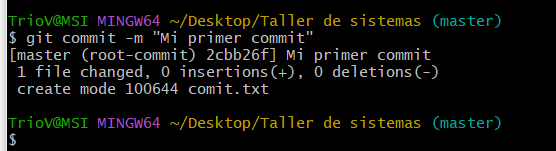 TrioV@MSI MINGW64 ~/Desktop/Taller de sistemas (master)
$ git commit -m "Mi primer commit"
[master (root-commit) 2cbb26f] Mi primer commit
 1 file changed, 0 insertions(+), 0 deletions(-)
 create mode 100644 comit.txt

TrioV@MSI MINGW64 ~/Desktop/Taller de sistemas (master)
$